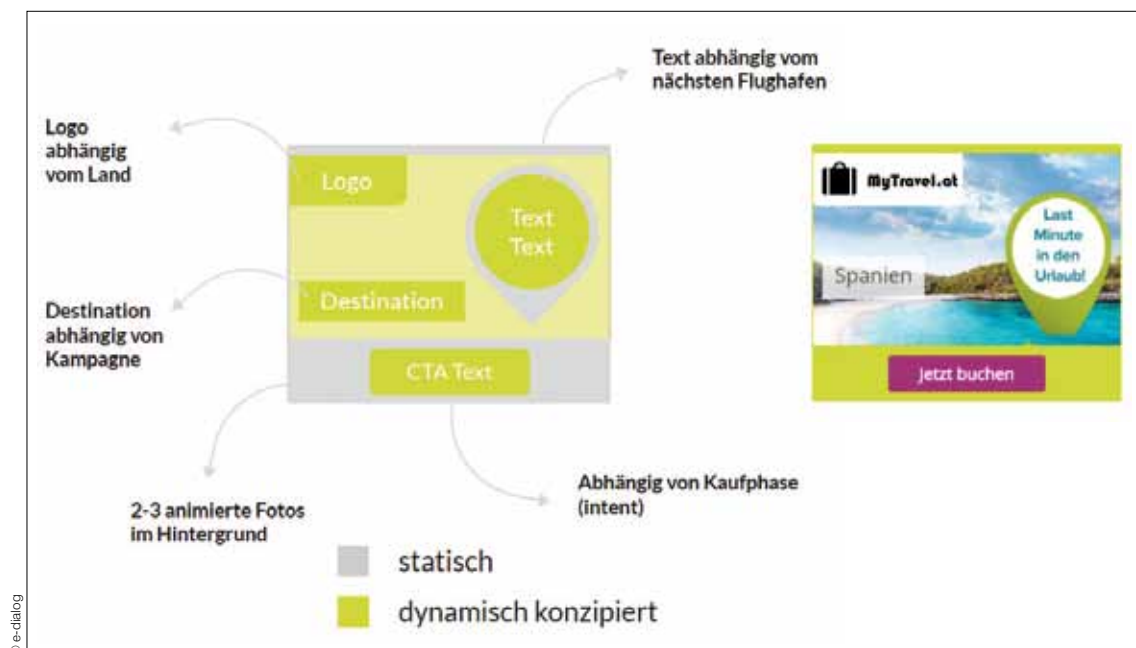 Text abhängig vom
nächsten Flughafen
Logo
abhängig
vom Land
Logo
Text
Text
Destination
Destination
abhängig von
Kampagne
CTA Text
2-3 animierte Fotos
im Hintergrund
Abhängig von Kaufphase
(intent)
statisch
dynamisch konzipiert
MyTravel.at
Last
Minute
in den
Urlaub!
Spanien
Jetzt buchen
© e-dialog